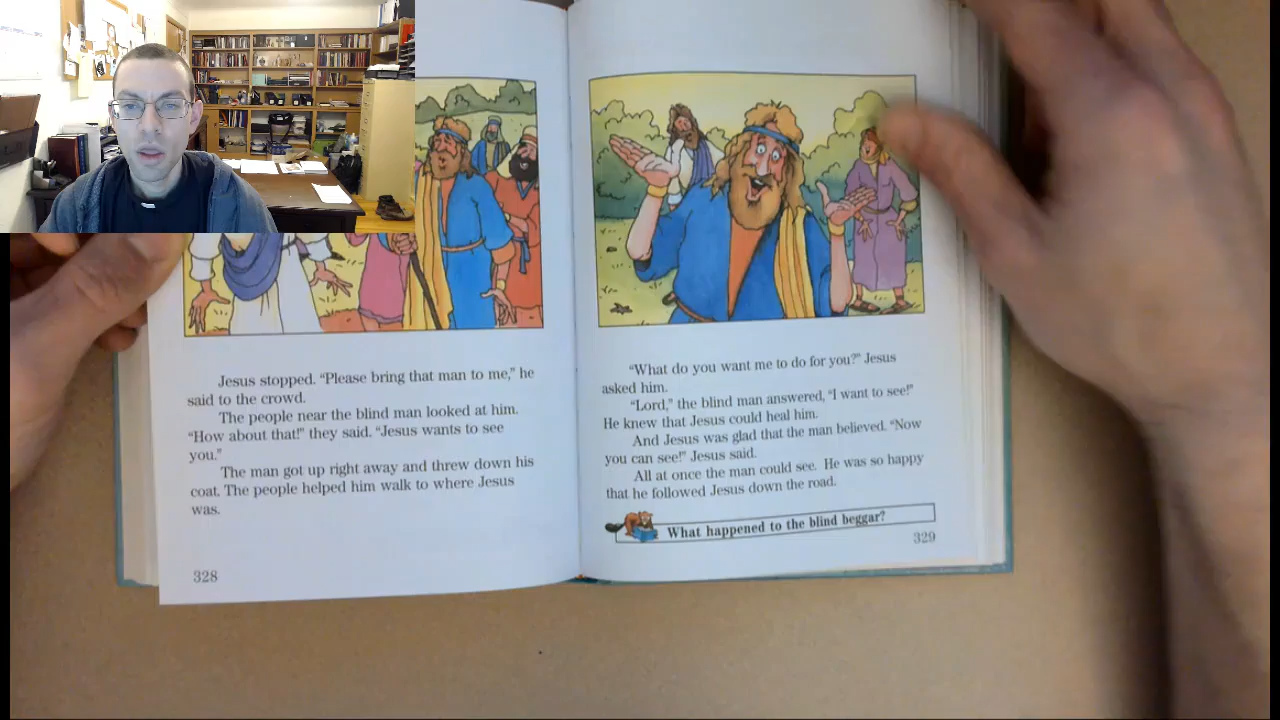 Jesus stopped. "Please bring that man to me," he
said to the crowd.
The people near the blind man looked at him.
"How about that!" they said. "Jesus wants to see
you."
The man got up right away and threw down his
coat. The people helped him walk to where Jesus
was.
328
"What do you want me to do for you?" Jesus
asked him.
"Lord," the blind man answered, "I want to see!"
He knew that Jesus could heal him.
And Jesus was glad that the man believed. "Now
you can see!" Jesus said.
All at once the man could see. He was so happy
that he followed Jesus down the road.
What happened to the blind beggar?
329